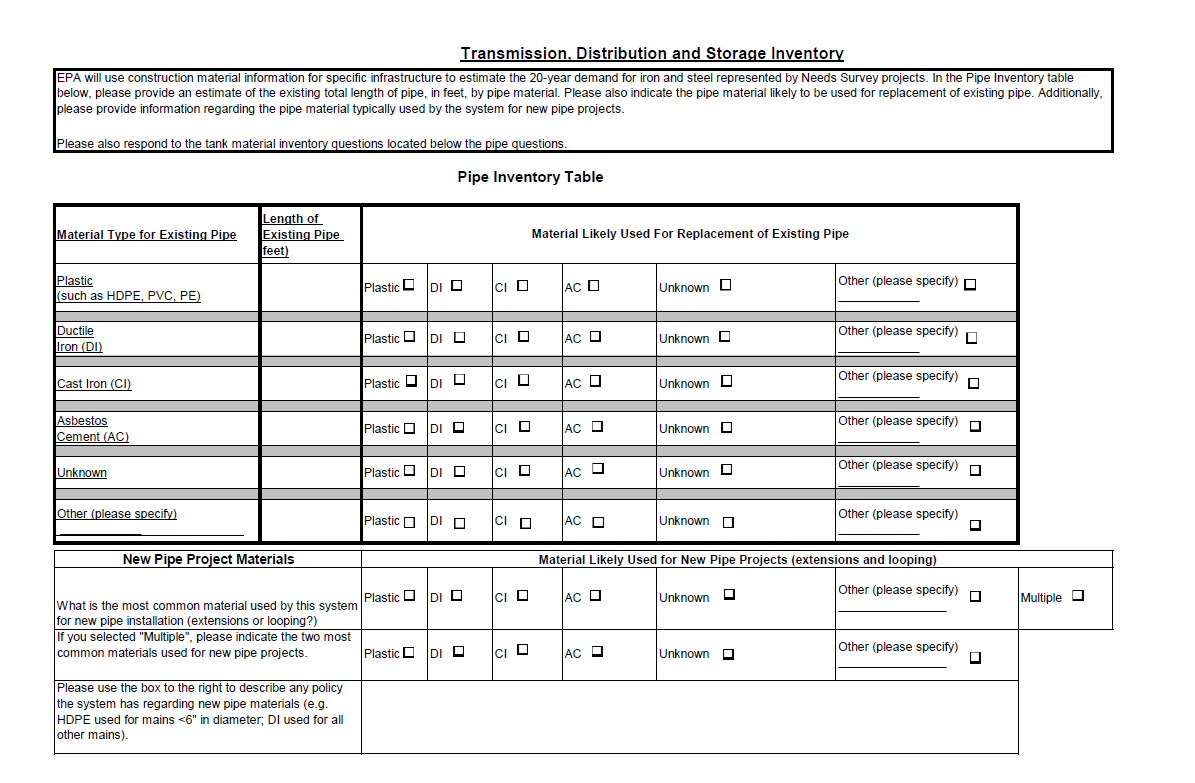 Transmission, Distribution and Storage Inventory
EPA will use construction material information for specific infrastructure to estimate the 20-year demand for iron and steel represented by Needs Survey projects. In the Pipe Inventory table
below, please provide an estimate of the existing total length of pipe, in feet, by pipe material. Please also indicate the pipe material likely to be used for replacement of existing pipe. Additionally,
please provide information regarding the pipe material typically used by the system for new pipe projects.
Please also respond to the tank material inventory questions located below the pipe questions.
Pipe Inventory Table
Material Type for Existing Pipe
Length of
Existing Pipe
feet)
Material Likely Used For Replacement of Existing Pipe
Plastic
(such as HDPE, PVC, PE)
Plastic DI CI AC Unknown Other (please specify)
Ductile
Iron (DI)
Plastic DI CI AC Unknown Other (please specify)
Cast Iron (CI)
Plastic DI CI AC Unknown Other (please specify)
Asbestos
Cement (AC)
Plastic DI CI AC Unknown Other (please specify)
Unknown
Plastic DI CI AC Unknown Other (please specify)
Other (please specify)
Plastic DI CI AC Unknown Other (please specify)
New Pipe Project Materials
Material Likely Used for New Pipe Projects (extensions and looping)
What is the most common material used by this system
for new pipe installation (extensions or looping?)
Plastic DI CI AC Unknown Other (please specify) Multiple
If you selected "Multiple", please indicate the two most
common materials used for new pipe projects.
Plastic DI CI AC Unknown Other (please specify)
Please use the box to the right to describe any policy
the system has regarding new pipe materials (e.g.
HDPE used for mains <6" in diameter; DI used for all
other mains).